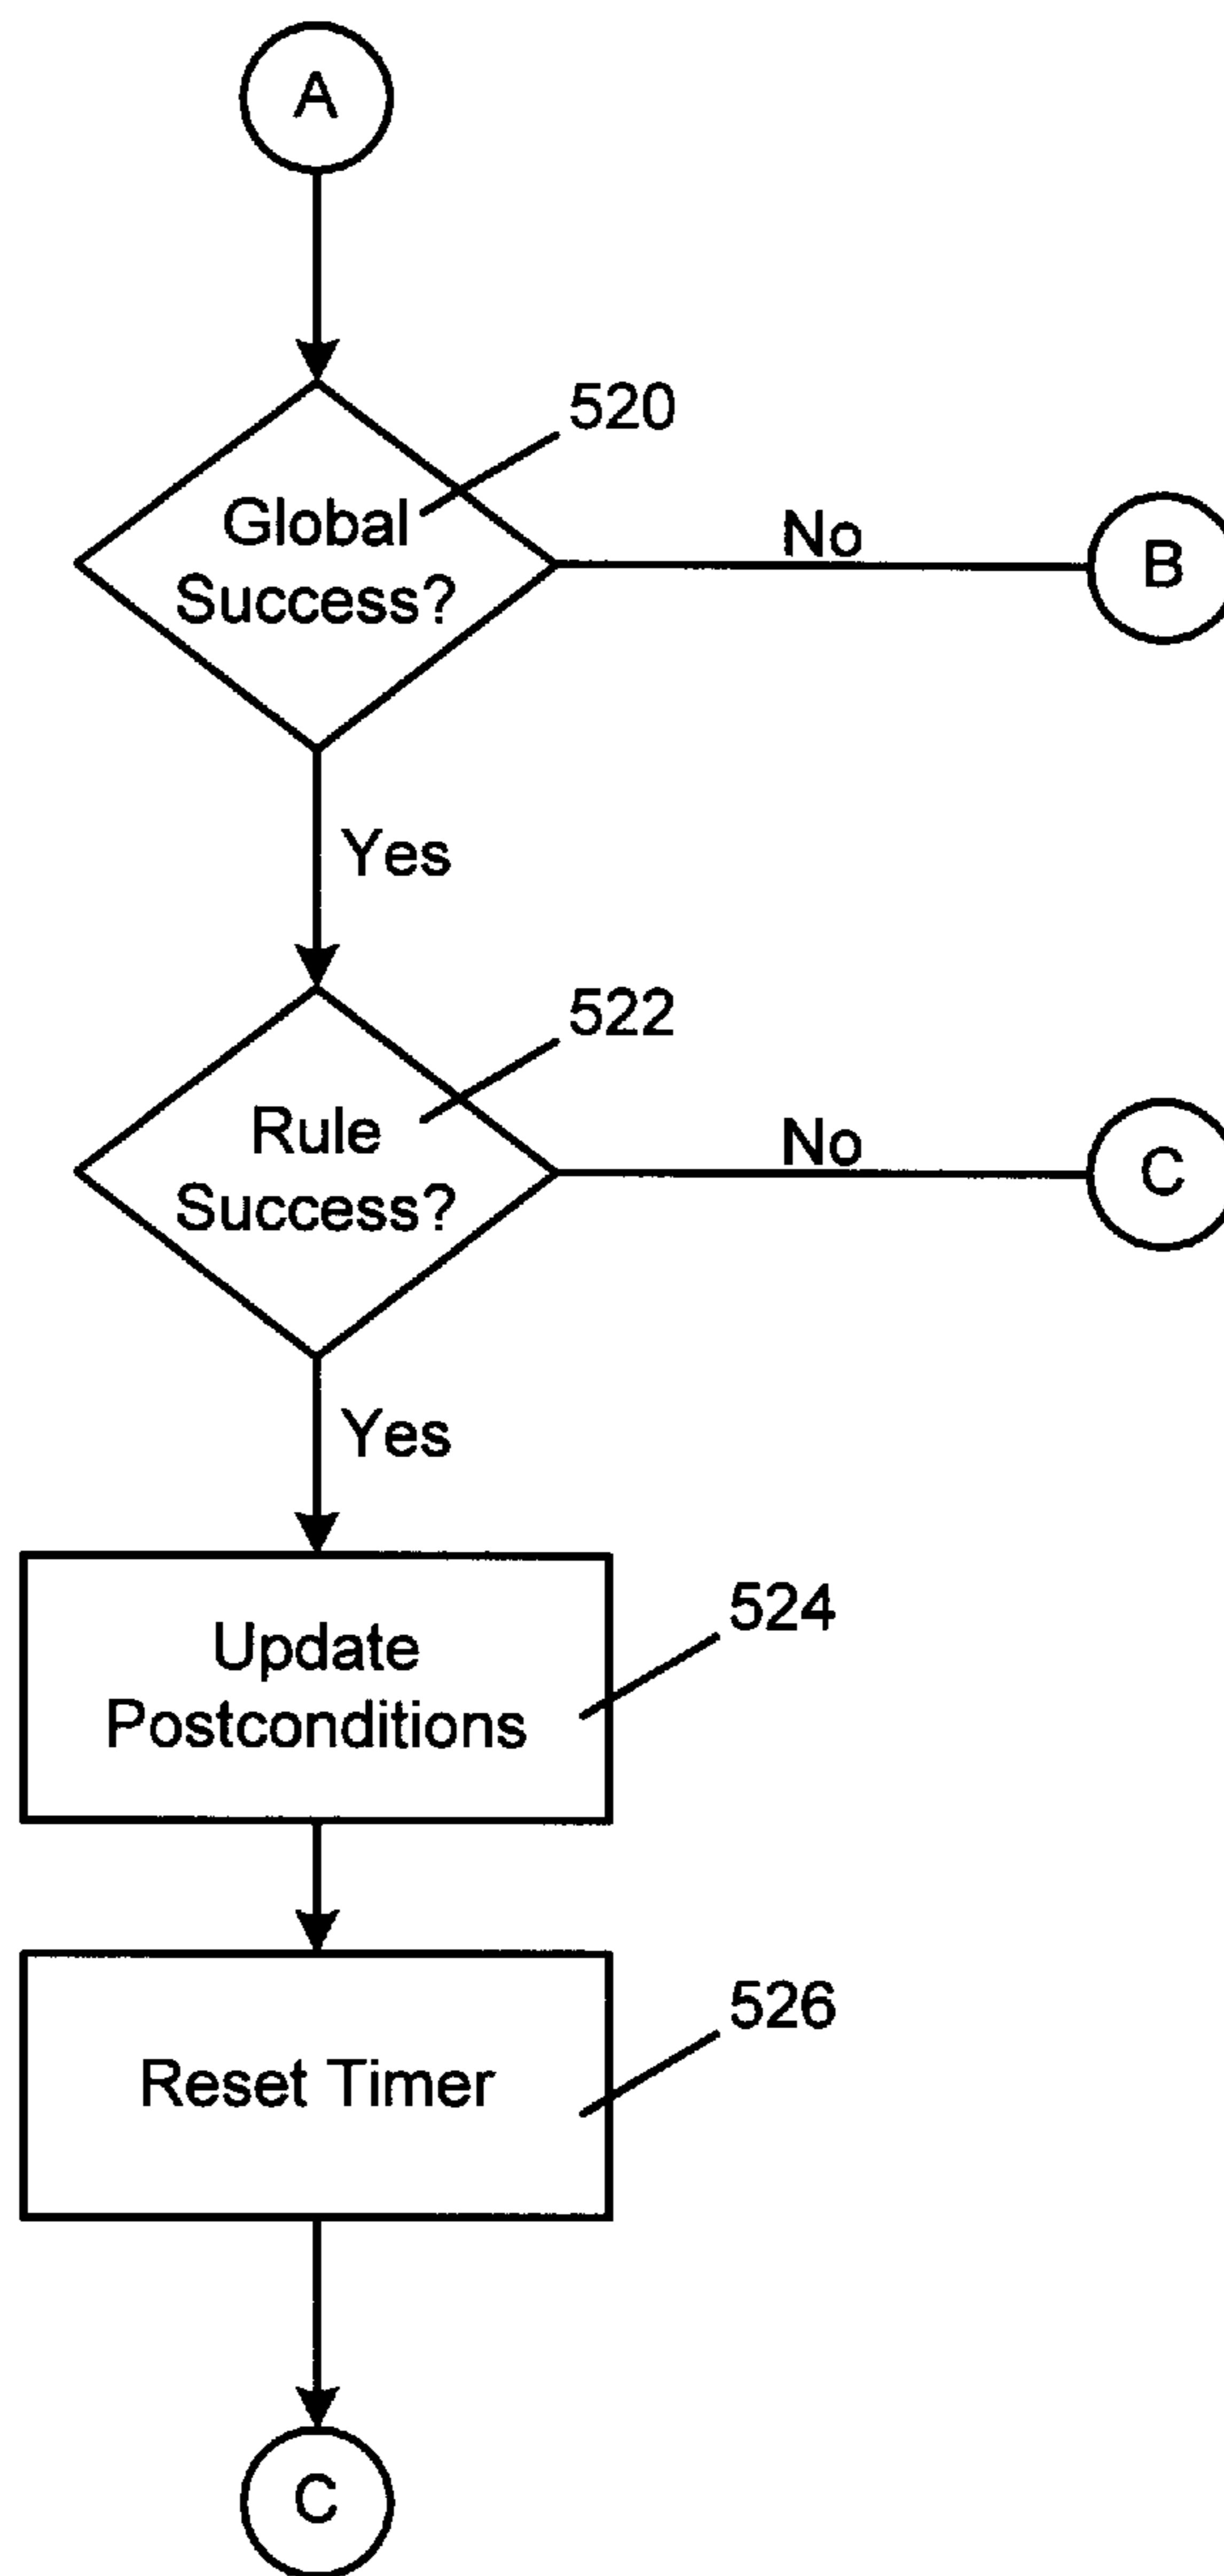 A
520
Global
Success?
No
B
Yes
522
Rule
Success?
No
C
Yes
524
Update
Postconditions
526
Reset Timer
C